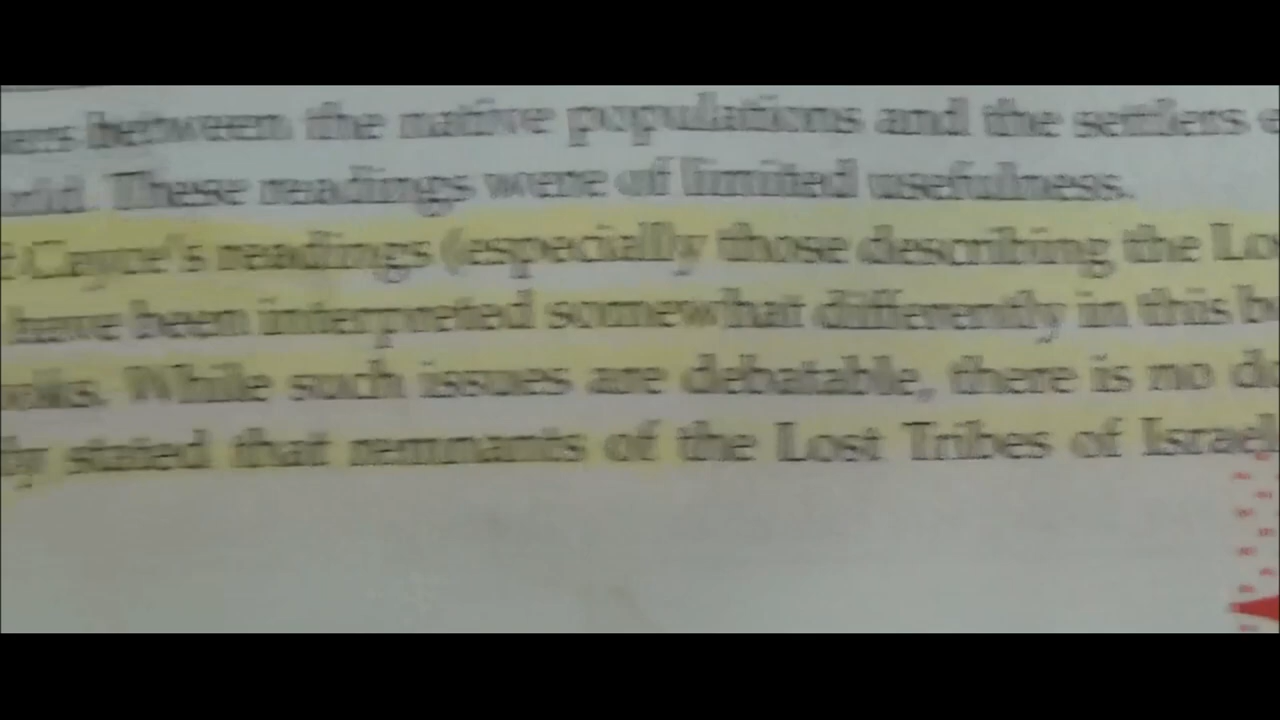 between the native populations and the settlers
These readings were of limited usefulness.
Cayce's readings (especially those describing the
have been interpreted somewhat differently in this
While such issues are debatable, there is no
stated that remnants of the Lost Tribes of Israel